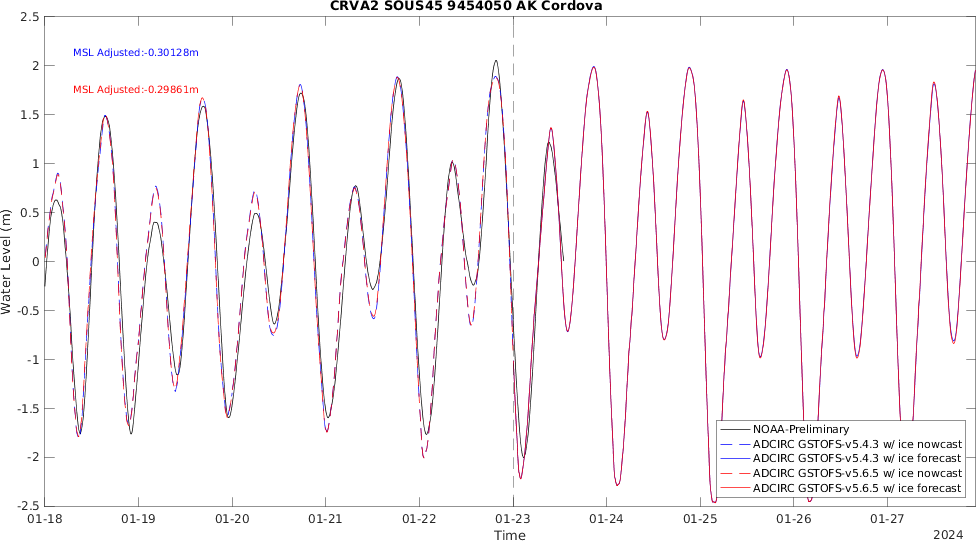 CRVA2 SOUS45 9454050 AK Cordova
MSL Adjusted:-0.30128m
MSL Adjusted:-0.29861m
2.5
2
1.5
1
0.5
0
-0.5
-1
-1.5
-2
-2.5
Water Level (m)
NOAA-Preliminary
ADCIRC GSTOFS-v5.4.3 w/ ice nowcast
ADCIRC GSTOFS-v5.4.3 w/ ice forecast
ADCIRC GSTOFS-v5.6.5 w/ ice nowcast
ADCIRC GSTOFS-v5.6.5 w/ ice forecast
01-18 01-19 01-20 01-21 01-22 01-23 01-24 01-25 01-26 01-27
Time
2024